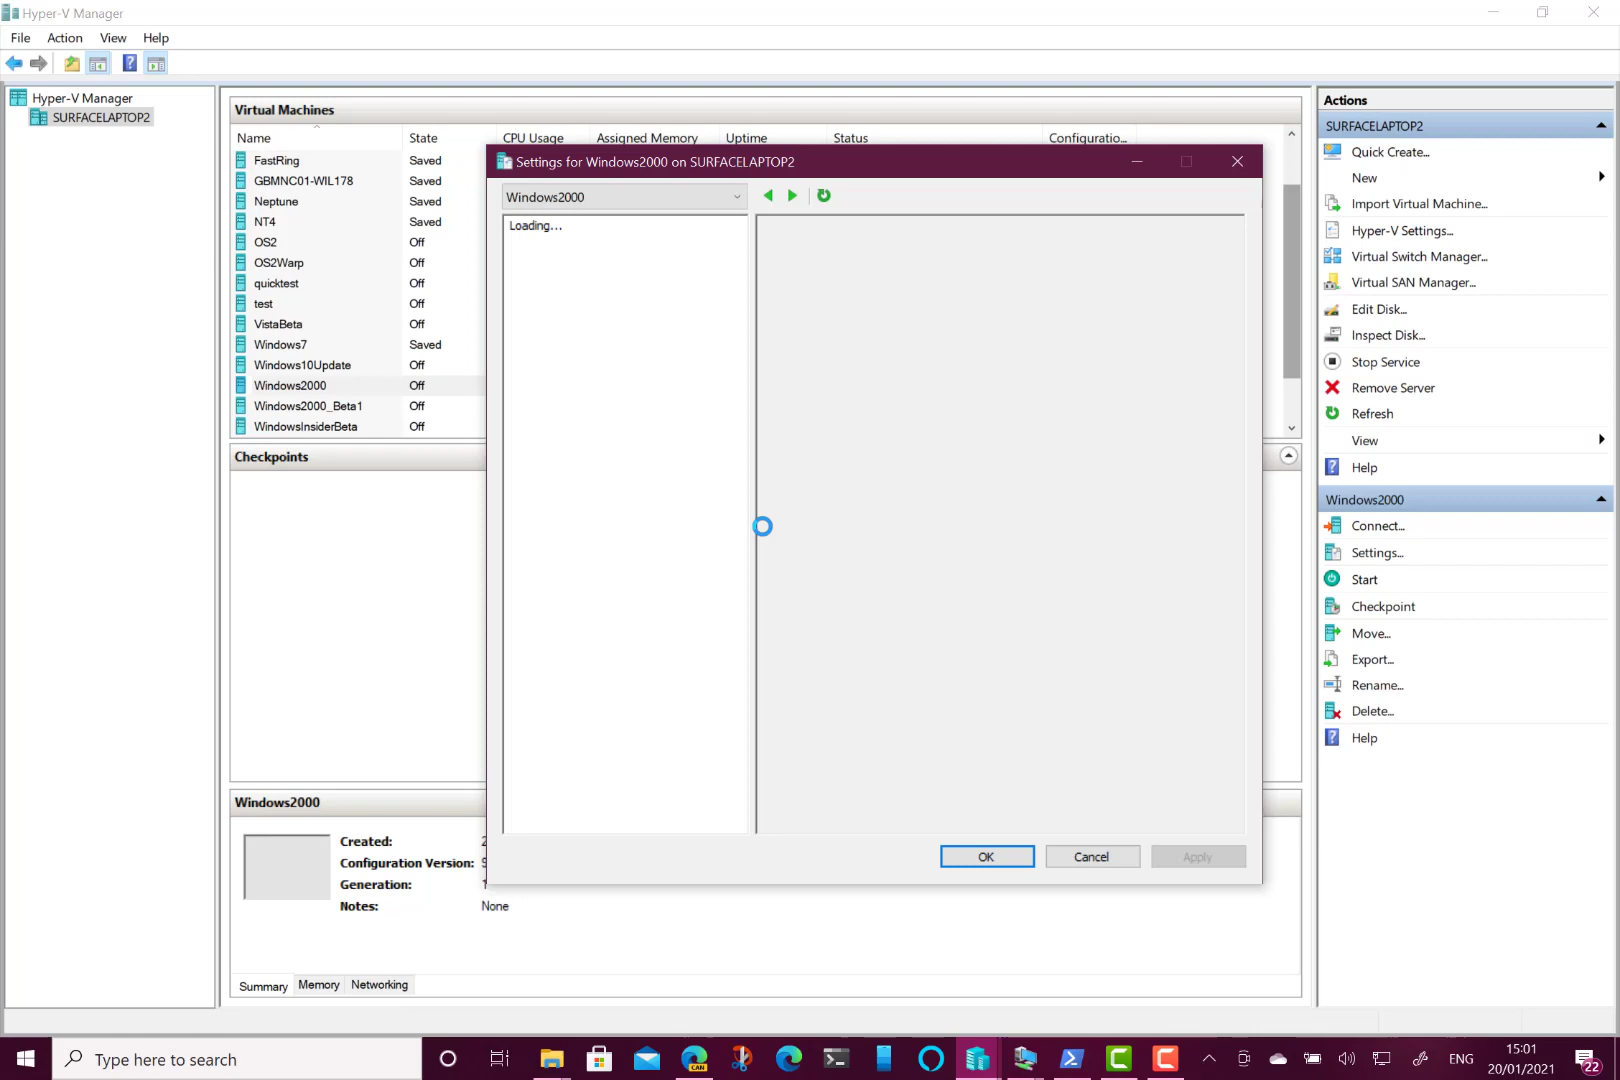 Hyper-V Manager
File Action View Help
Hyper-V Manager
SURFACELAPTOP2
Virtual Machines
Name State CPU Usage Assigned Memory Uptime Status Configuratio...
FastRing Saved
GBMNC01-WIL178 Saved
Neptune Saved
NT4 Saved
OS2 Off
OS2Warp Off
quicktest Off
test Off
VistaBeta Off
Windows7 Saved
Windows10Update Off
Windows2000 Off
Windows2000_Beta1 Off
WindowsInsiderBeta Off
Checkpoints
Windows2000
Created:
Configuration Version:
Generation: 1
Notes: None
Summary Memory Networking
Settings for Windows2000 on SURFACELAPTOP2
Windows2000
Loading...
OK Cancel Apply
Actions
SURFACELAPTOP2
Quick Create...
New
Import Virtual Machine...
Hyper-V Settings...
Virtual Switch Manager...
Virtual SAN Manager...
Edit Disk...
Inspect Disk...
Stop Service
Remove Server
Refresh
View
Help
Windows2000
Connect...
Settings...
Start
Checkpoint
Move...
Export...
Rename...
Delete...
Help
Type here to search
CAN
ENG
15:01
20/01/2021
22